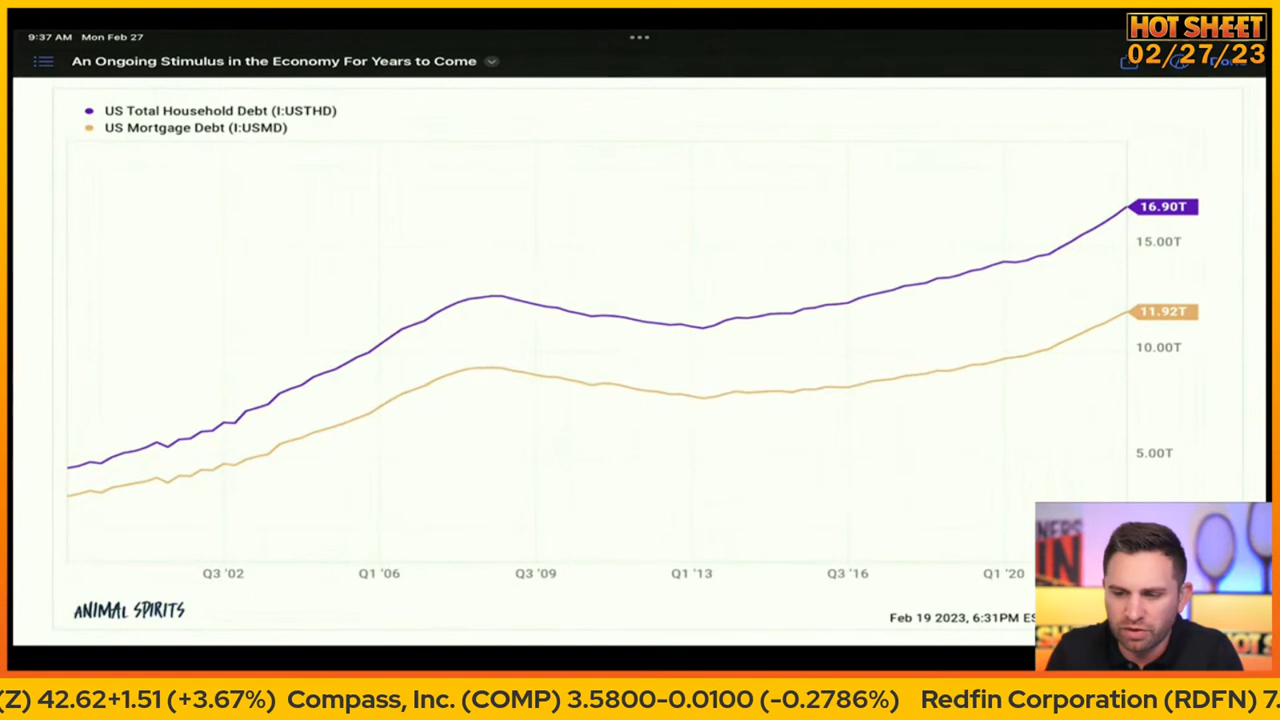 9:37 AM Mon Feb 27
HOT SHEET
02/27/23
An Ongoing Stimulus in the Economy For Years to Come
US Total Household Debt (I:USTHD)
US Mortgage Debt (I:USMD)
16.90T
15.00T
11.92T
10.00T
5.00T
Q3 '02
Q1 '06
Q3 '09
Q1 '13
Q3 '16
Q1 '20
ANIMAL SPIRITS
Feb 19 2023, 6:31PM ES
(Z) 42.62+1.51 (+3.67%) Compass, Inc. (COMP) 3.5800-0.0100 (-0.2786%) Redfin Corporation (RDFN) 7.